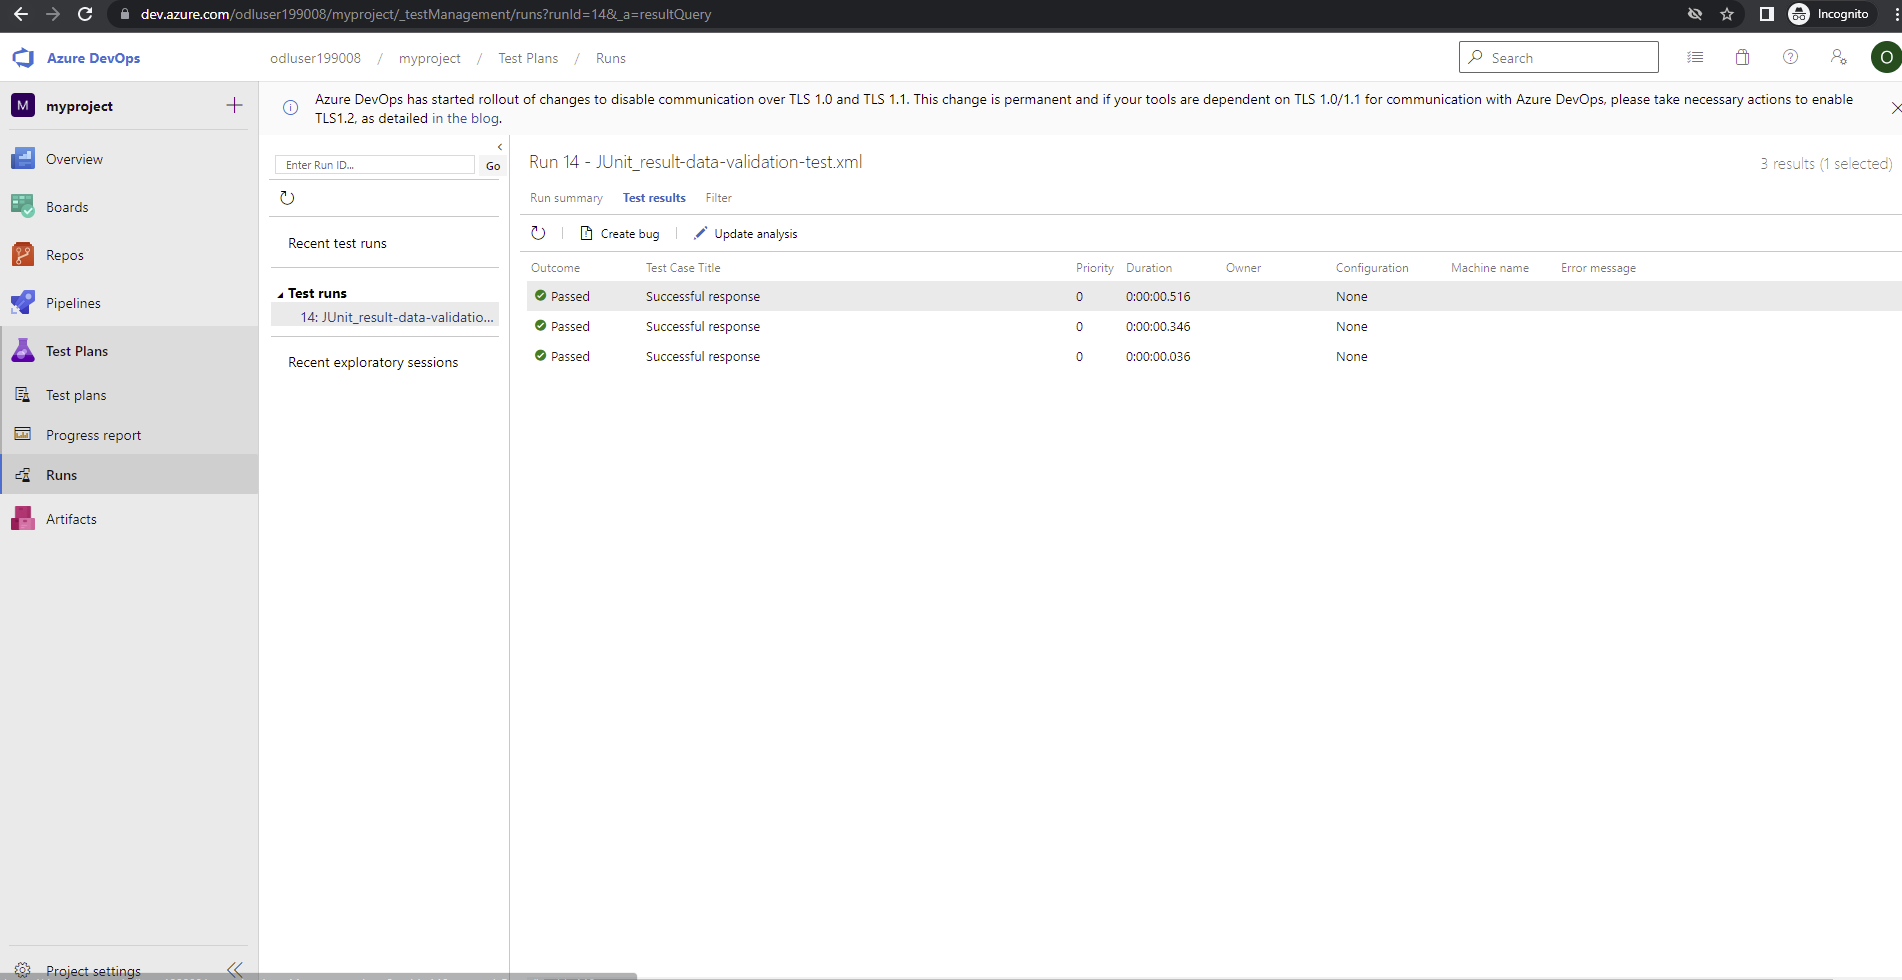 dev.azure.com/odluser199008/myproject/_testManagement/runs?runId=14&_a=resultQuery
Incognito
Azure DevOps
odluser199008 / myproject / Test Plans / Runs
Search
O
M myproject
Azure DevOps has started rollout of changes to disable communication over TLS 1.0 and TLS 1.1. This change is permanent and if your tools are dependent on TLS 1.0/1.1 for communication with Azure DevOps, please take necessary actions to enable
TLS1.2, as detailed in the blog.
Overview
Boards
Repos
Pipelines
Test Plans
Test plans
Progress report
Runs
Artifacts
Project settings
Enter Run ID... Go
Recent test runs
Test runs
14: JUnit_result-data-validatio...
Recent exploratory sessions
Run 14 - JUnit_result-data-validation-test.xml
3 results (1 selected)
Run summary Test results Filter
Create bug Update analysis
Outcome Test Case Title Priority Duration Owner Configuration Machine name Error message
Passed Successful response 0 0:00:00.516 None
Passed Successful response 0 0:00:00.346 None
Passed Successful response 0 0:00:00.036 None